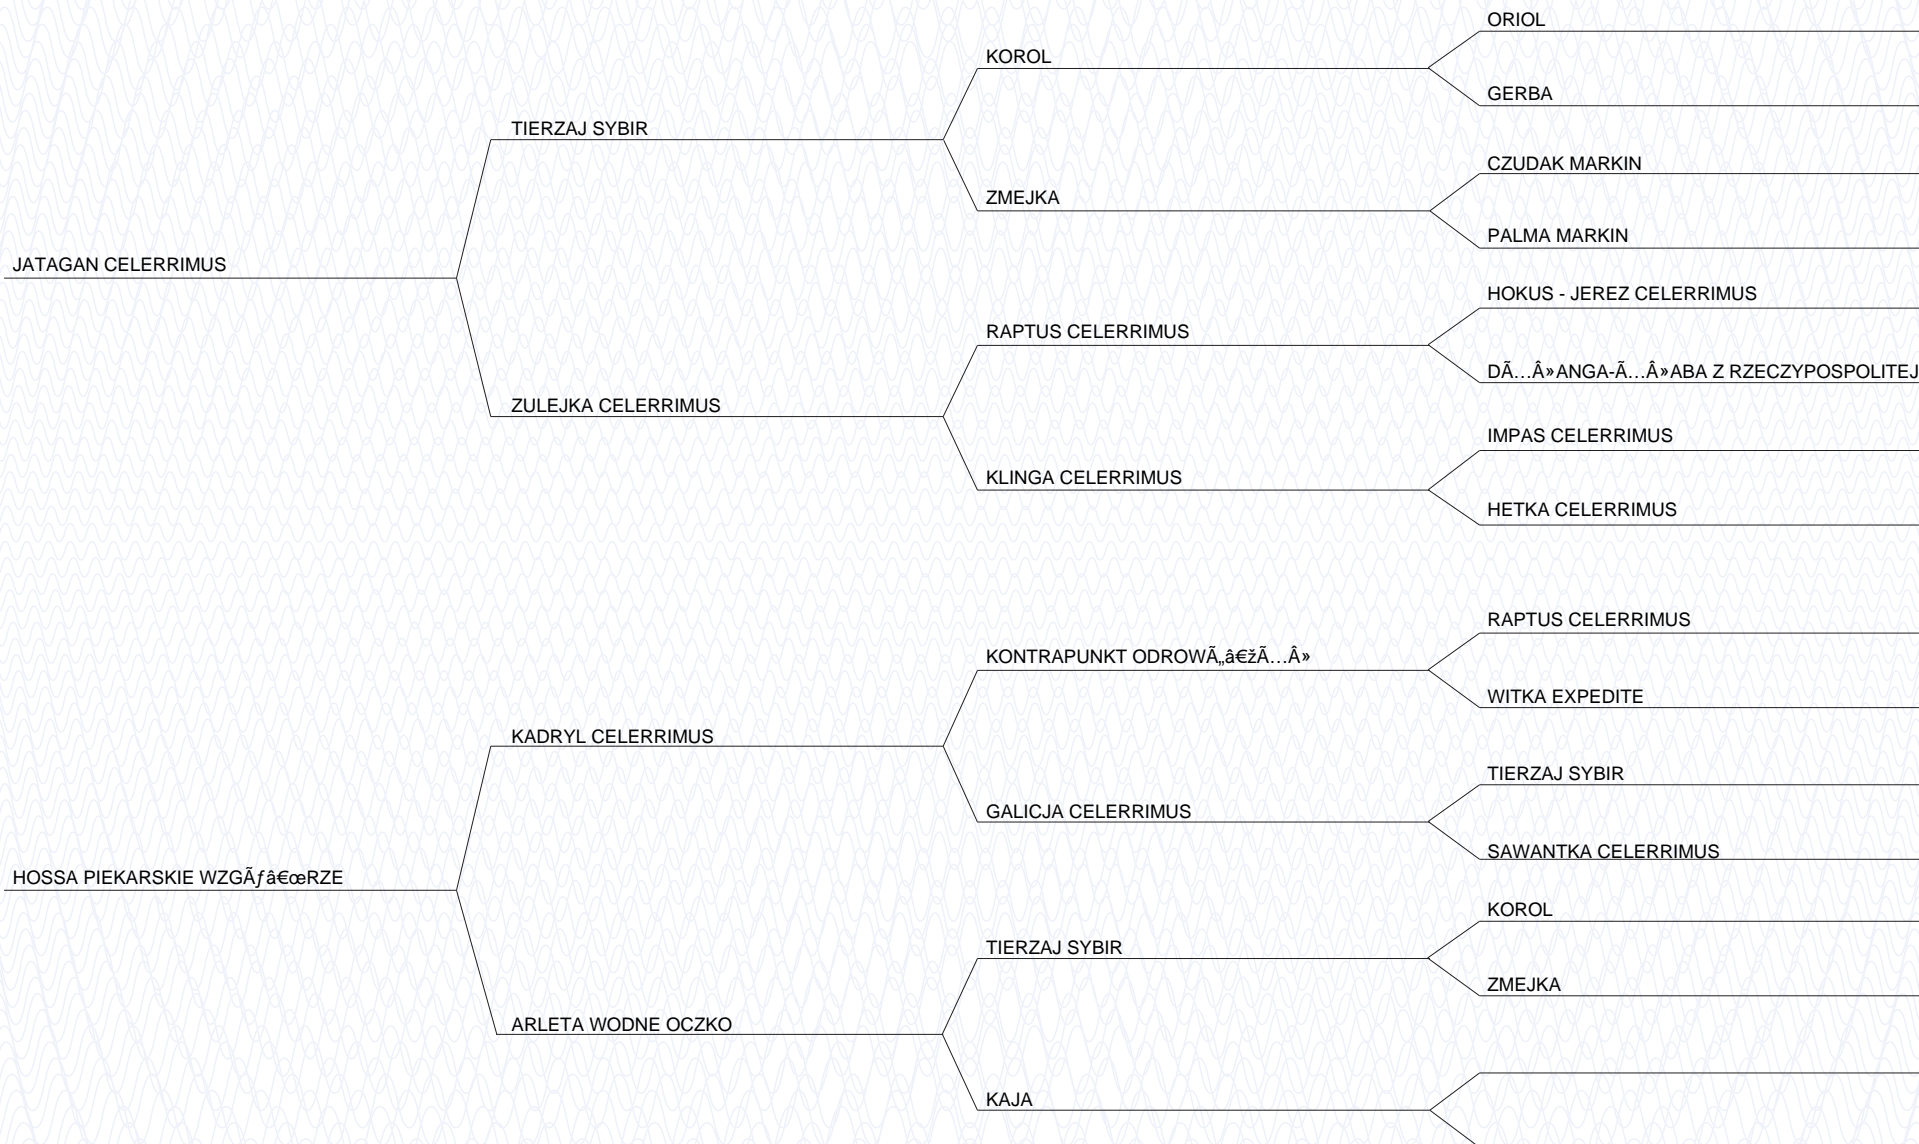 ORIOL
KOROL
GERBA
TIERZAJ SYBIR
CZUDAK MARKIN
ZMEJKA
PALMA MARKIN
JATAGAN CELERRIMUS
HOKUS - JEREZ CELERRIMUS
RAPTUS CELERRIMUS
DÃ…Â»ANGA-Ã…Â»ABA Z RZECZYPOSPOLITEJ
ZULEJKA CELERRIMUS
IMPAS CELERRIMUS
KLINGA CELERRIMUS
HETKA CELERRIMUS
RAPTUS CELERRIMUS
KONTRAPUNKT ODROWÃ„â€žÃ…Â»
WITKA EXPEDITE
KADRYL CELERRIMUS
TIERZAJ SYBIR
GALICJA CELERRIMUS
SAWANTKA CELERRIMUS
HOSSA PIEKARSKIE WZGÃƒâ€œRZE
KOROL
TIERZAJ SYBIR
ZMEJKA
ARLETA WODNE OCZKO
KAJA